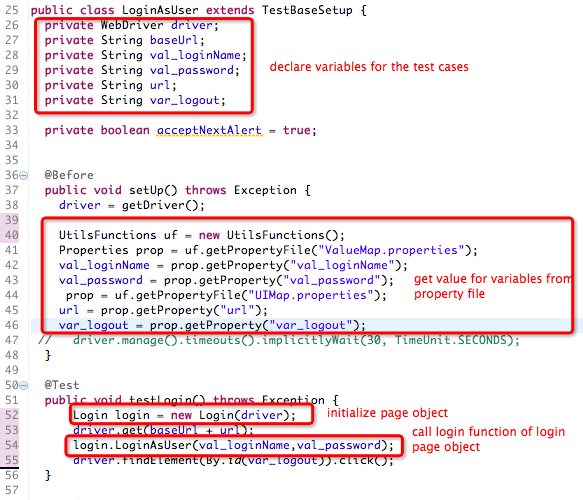 25 public class LoginAsUser extends TestBaseSetup {
26 private WebDriver driver;
27 private String baseUrl;
28 private String val_loginName;
29 private String val_password;
30 private String url;
31 private String var_logout;
declare variables for the test cases
32
33 private boolean acceptNextAlert = true;
34
35
36 @Before
37 public void setUp() throws Exception {
38 driver = getDriver();
39
40 UtilsFunctions uf = new UtilsFunctions();
41 Properties prop = uf.getPropertyFile("ValueMap.properties");
42 val_loginName = prop.getProperty("val_loginName");
43 val_password = prop.getProperty("val_password");
44 prop = uf.getPropertyFile("UIMap.properties");
45 url = prop.getProperty("url");
46 var_logout = prop.getProperty("var_logout");
get value for variables from
property file
47 // driver.manage().timeouts().implicitlyWait(30, TimeUnit.SECONDS);
48 }
49
50 @Test
51 public void testLogin() throws Exception {
52 Login login = new Login(driver);
initialize page object
53 driver.get(baseUrl + url);
54 login.LoginAsUser(val_loginName,val_password);
call login function of login
page object
55 driver.findElement(By.id(var_logout)).click();
56 }
57